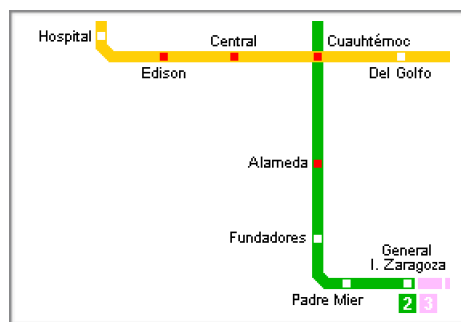 Hospital
Central
Cuauhtémoc
Edison
Del Golfo
Alameda
Fundadores
General
I. Zaragoza
Padre Mier
2 3